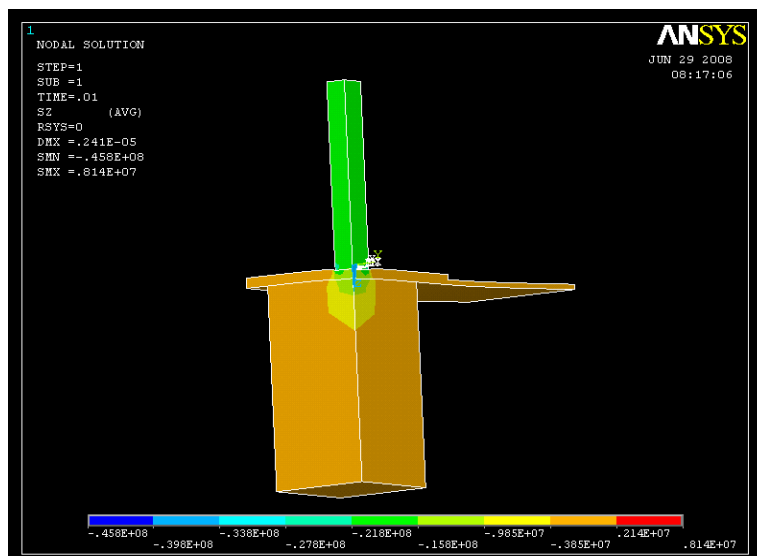 1
NODAL SOLUTION
STEP=1
SUB =1
TIME=.01
SZ (AVG)
RSYS=0
DMX =.241E-05
SMN =-.458E+08
SMX =.814E+07
ANSYS
JUN 29 2008
08:17:06
Y
-.458E+08 -.338E+08 -.218E+08 -.985E+07 .214E+07
-.398E+08 -.278E+08 -.158E+08 -.385E+07 .814E+07